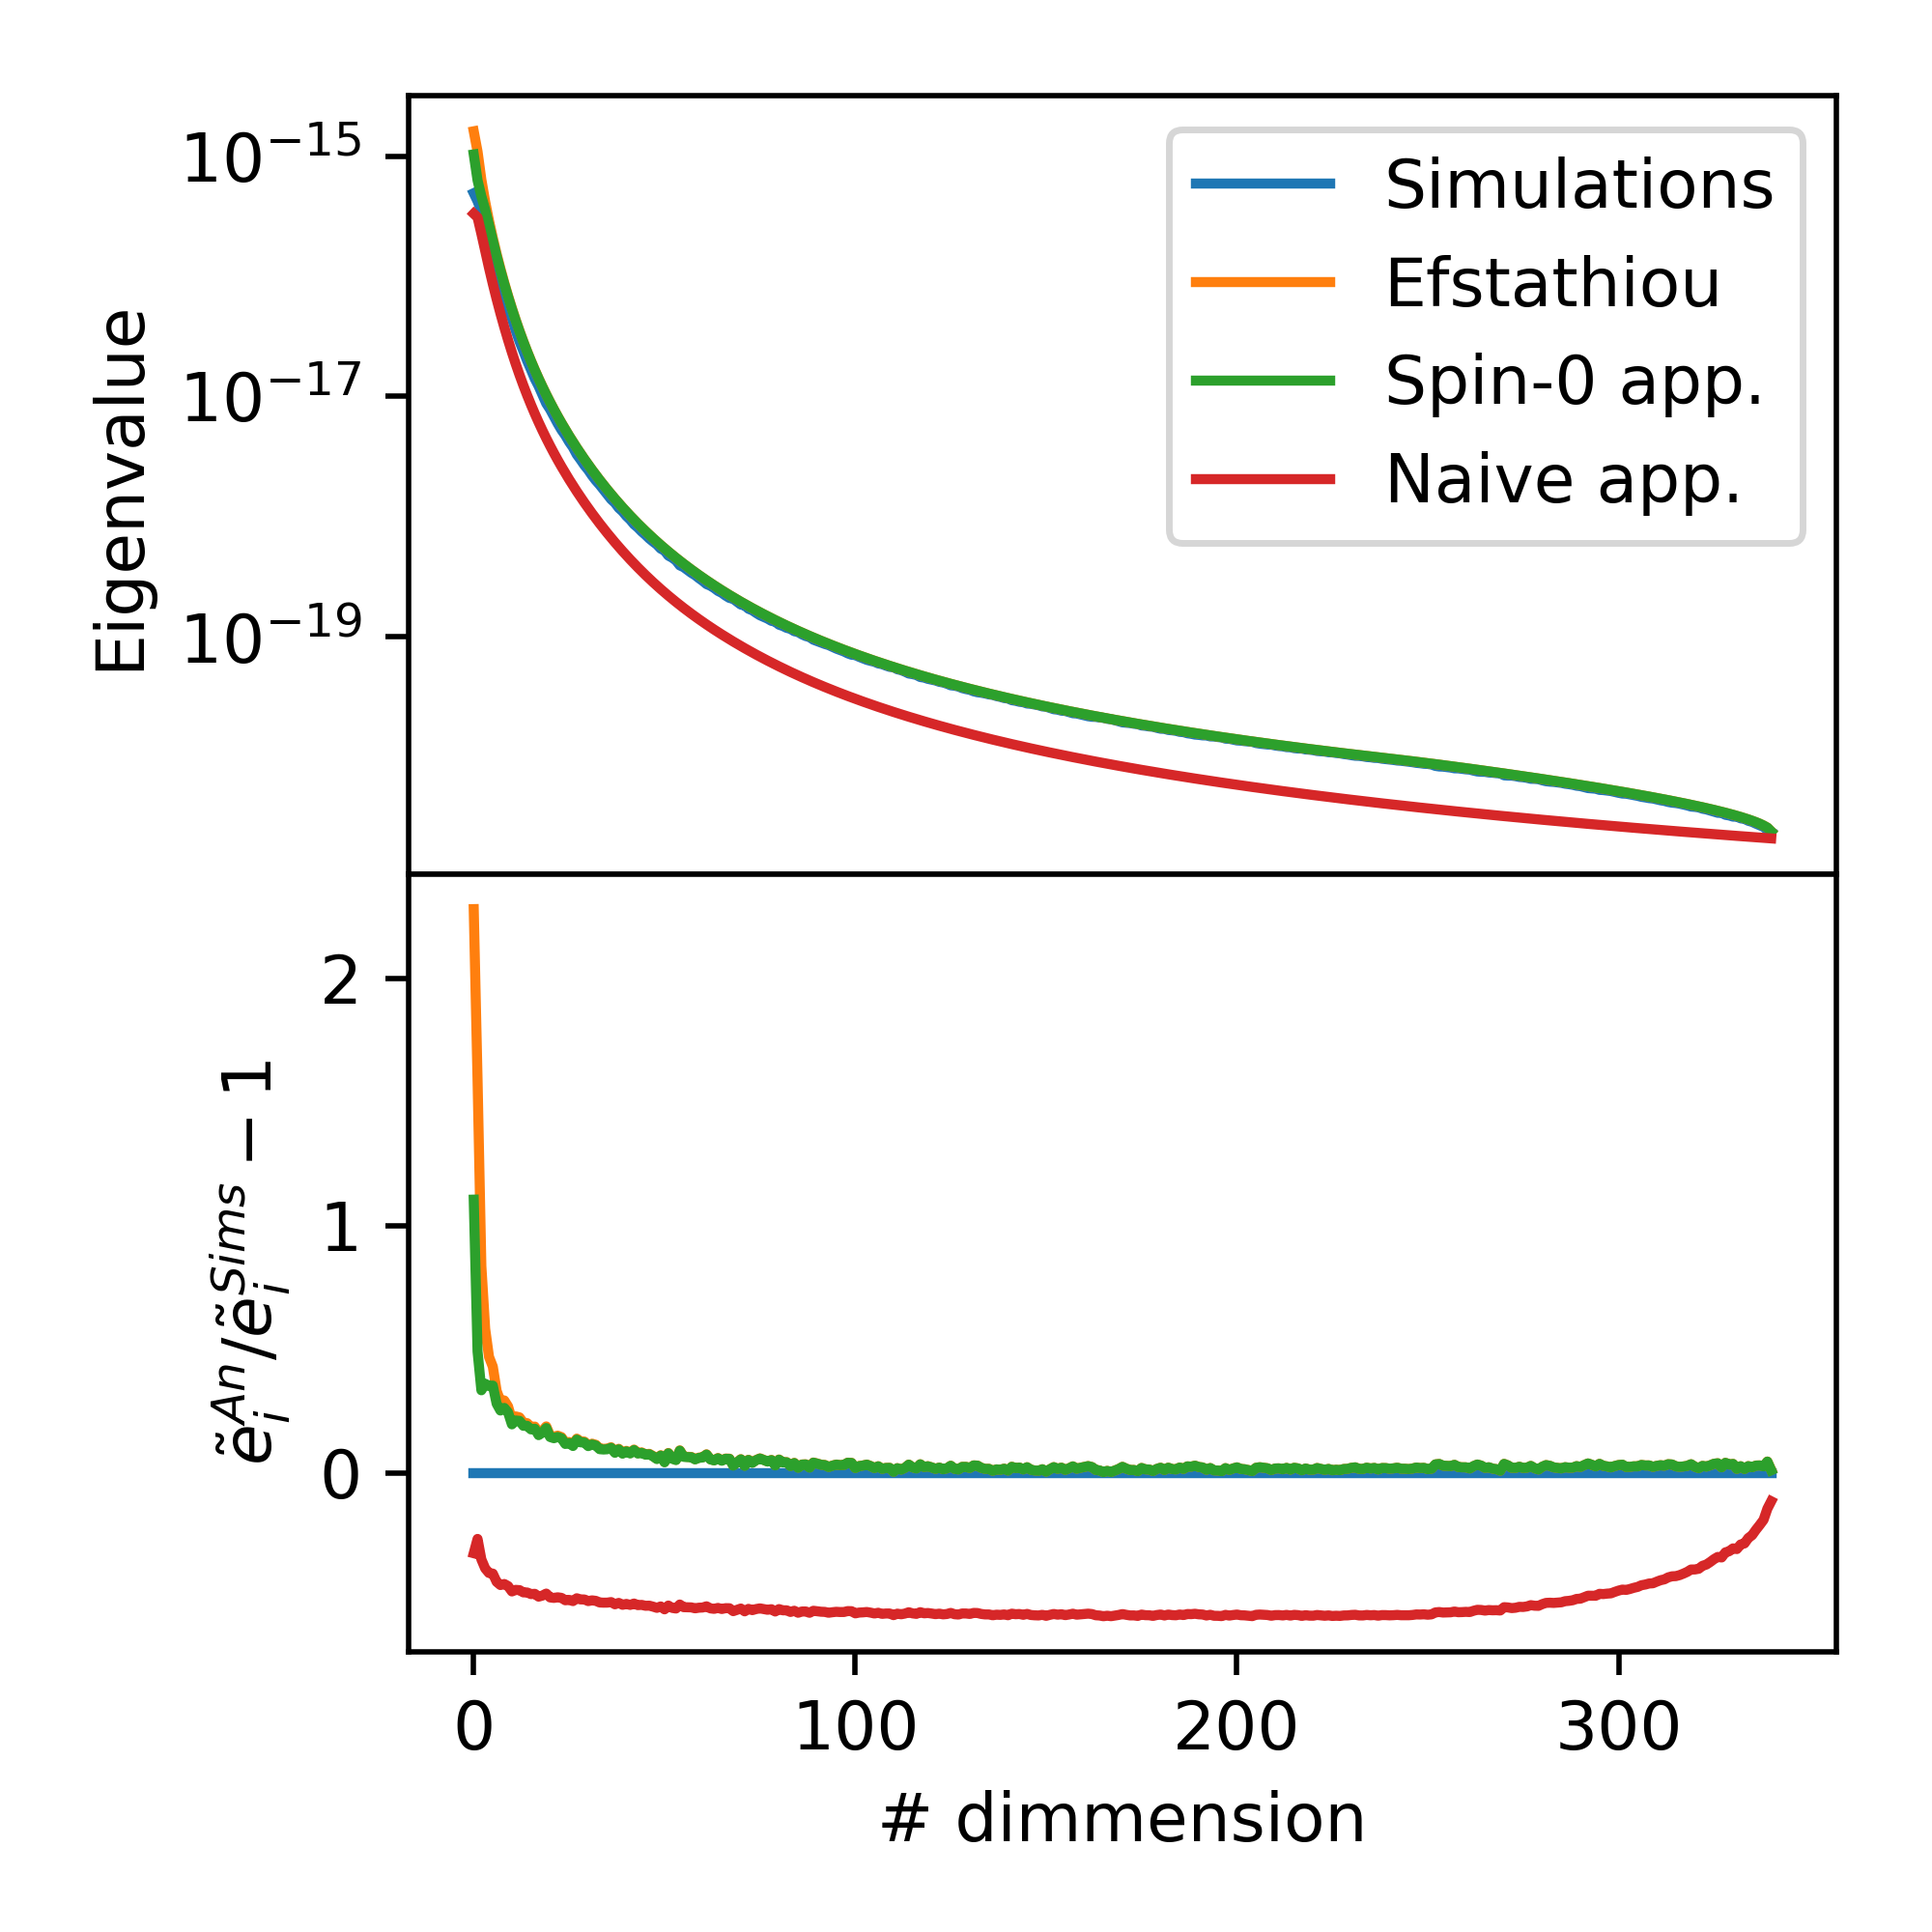 10^{-15}
10^{-17}
10^{-19}
Eigenvalue
Simulations
Efstathiou
Spin-0 app.
Naive app.
2
1
0
ẽ_i^{An}/ẽ_i^{Sims} − 1
0 100 200 300
# dimmension